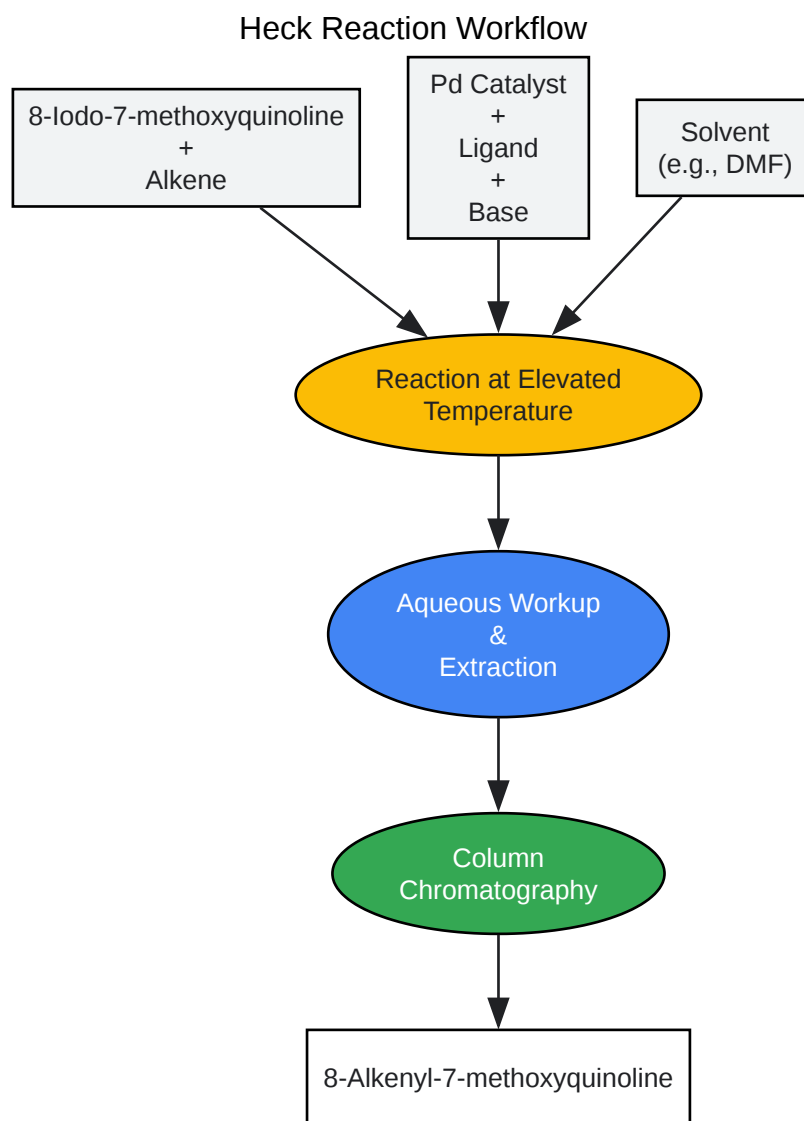 Heck Reaction Workflow
8-Iodo-7-methoxyquinoline
+
Alkene
Pd Catalyst
+
Ligand
+
Base
Solvent
(e.g., DMF)
Reaction at Elevated
Temperature
Aqueous Workup
&
Extraction
Column
Chromatography
8-Alkenyl-7-methoxyquinoline